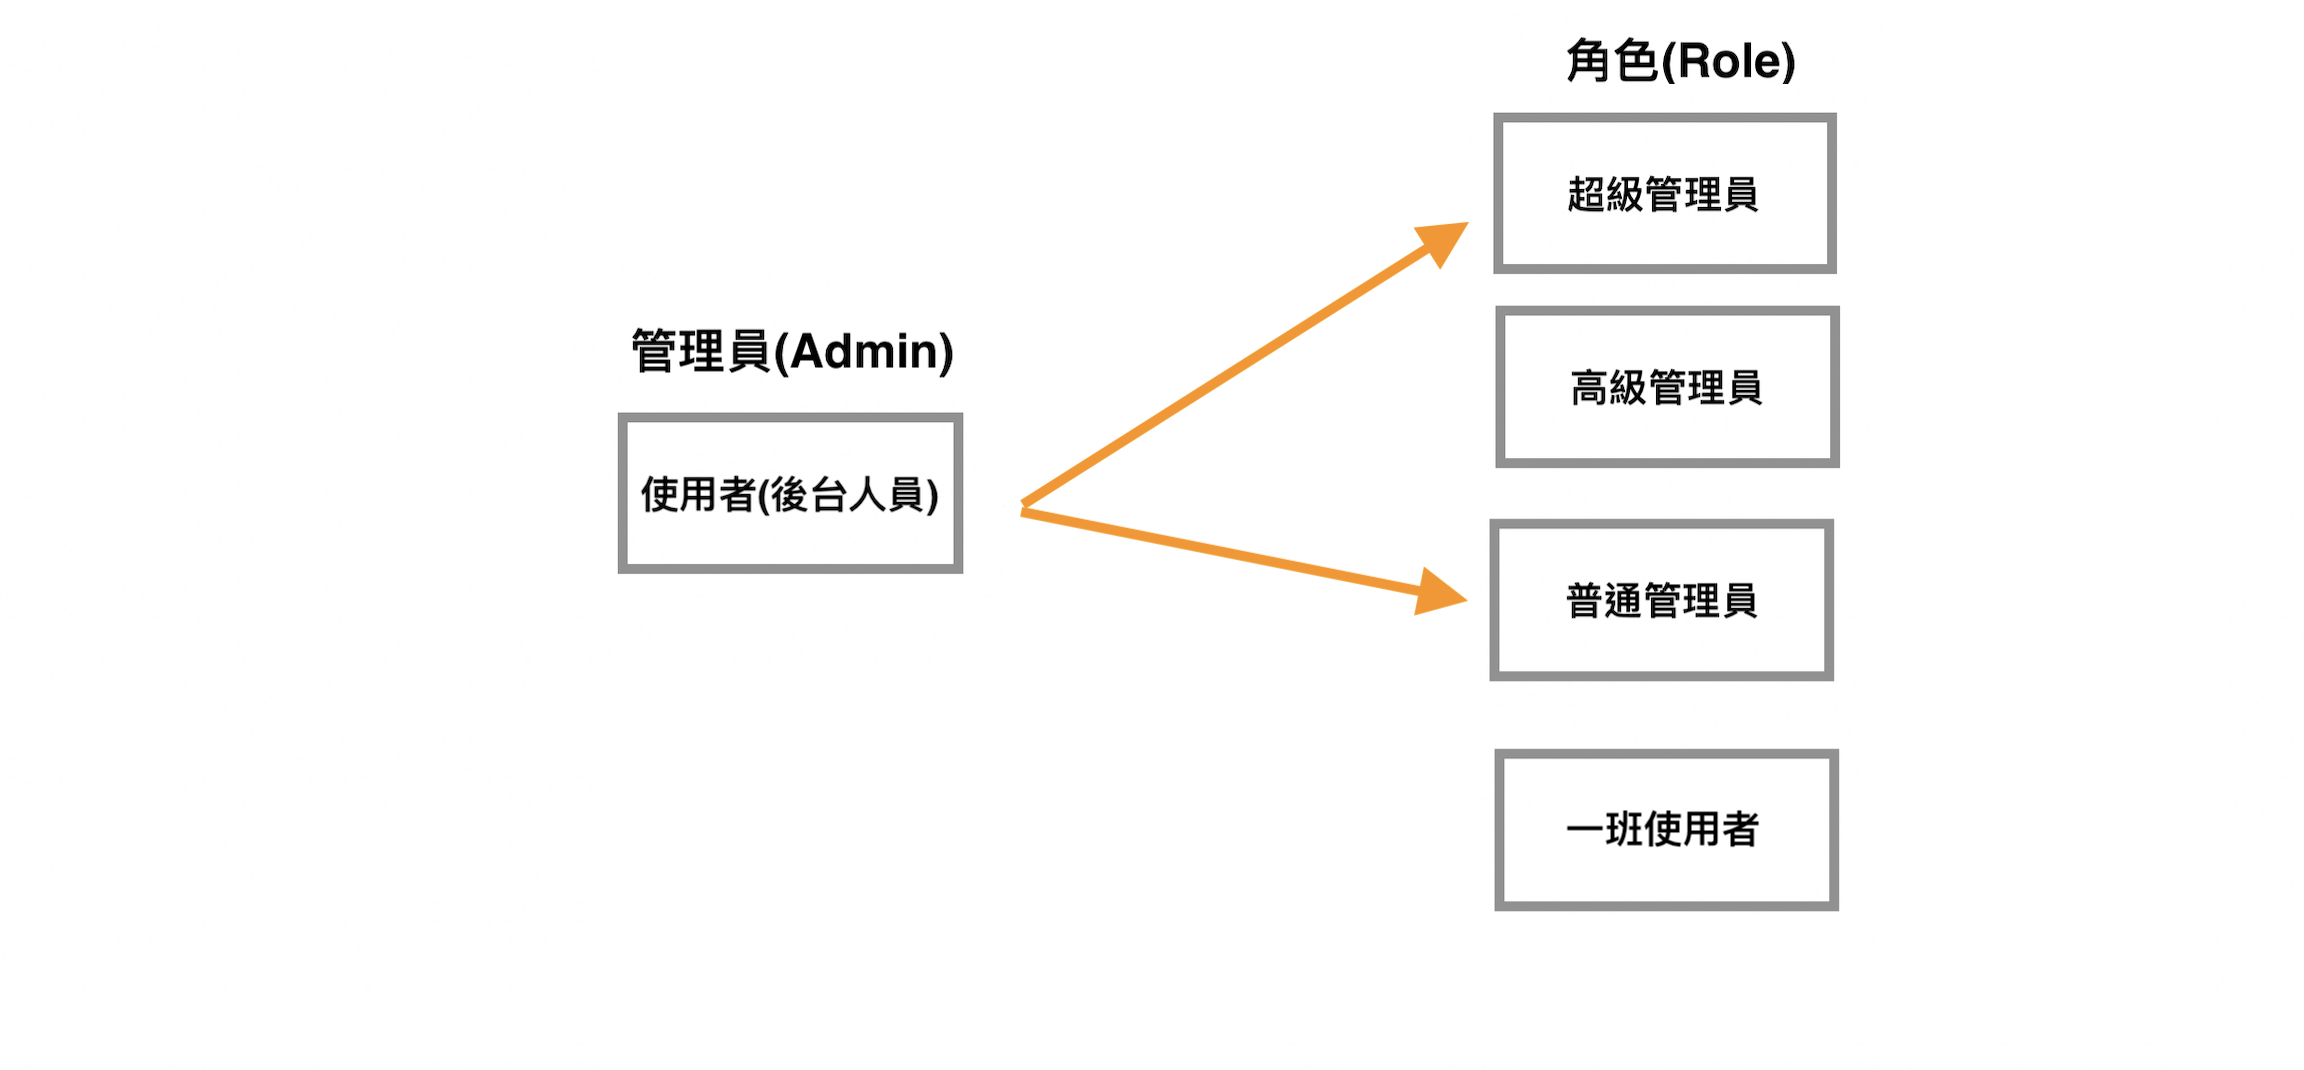 角色(Role)
超級管理員
高級管理員
管理員(Admin)
使用者(後台人員)
普通管理員
一班使用者